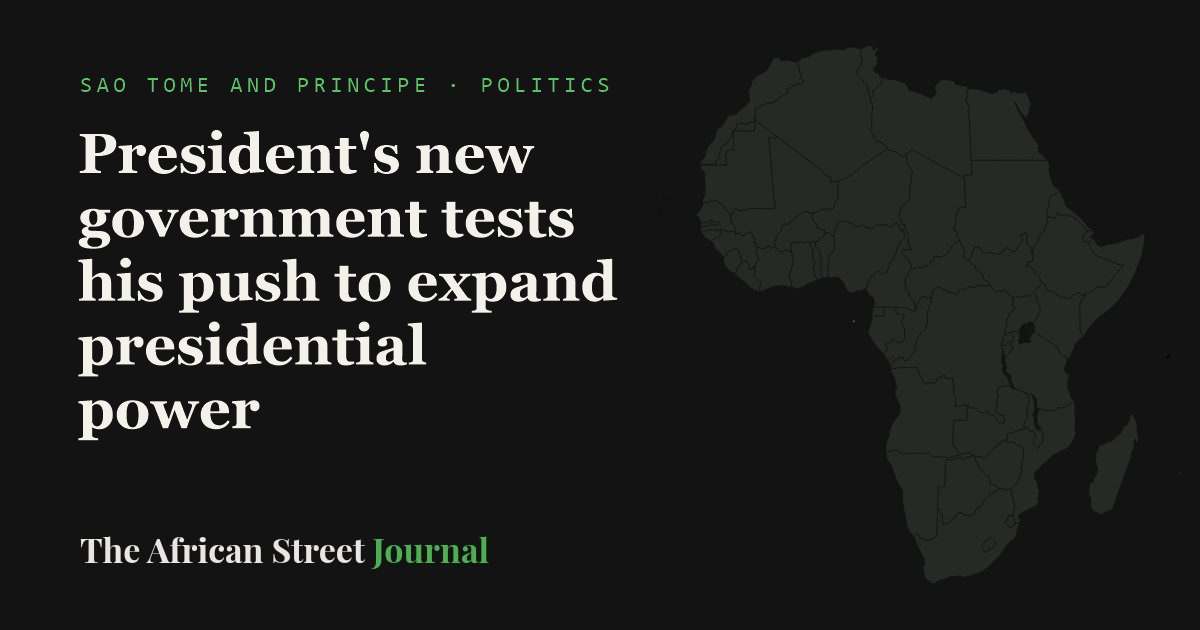 SAO TOME AND PRINCIPE · POLITICS
President's new
government tests
his push to expand
presidential
power
The African Street Journal